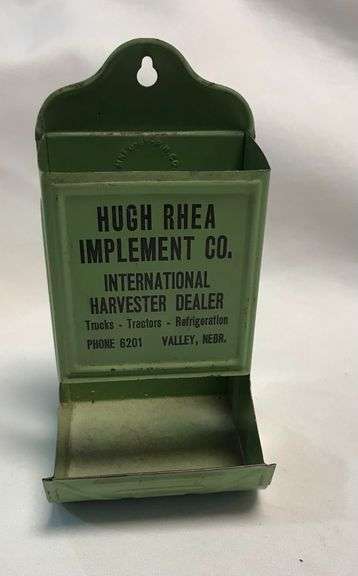 HUGH RHEA
IMPLEMENT CO.
INTERNATIONAL
HARVESTER DEALER
Trucks - Tractors - Refrigeration
PHONE 6201 VALLEY, NEBR.